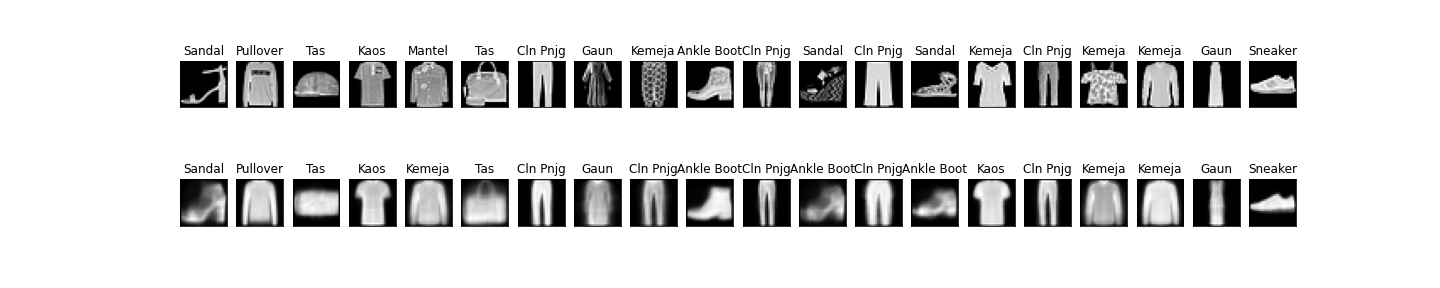 Sandal Pullover Tas Kaos Mantel Tas Cln Pnjg Gaun Kemeja Ankle Boot Cln Pnjg Sandal Cln Pnjg Sandal Kemeja Cln Pnjg Kemeja Kemeja Gaun Sneaker
Sandal Pullover Tas Kaos Kemeja Tas Cln Pnjg Gaun Cln Pnjg Ankle Boot Cln Pnjg Ankle Boot Cln Pnjg Ankle Boot Kaos Cln Pnjg Kemeja Kemeja Gaun Sneaker